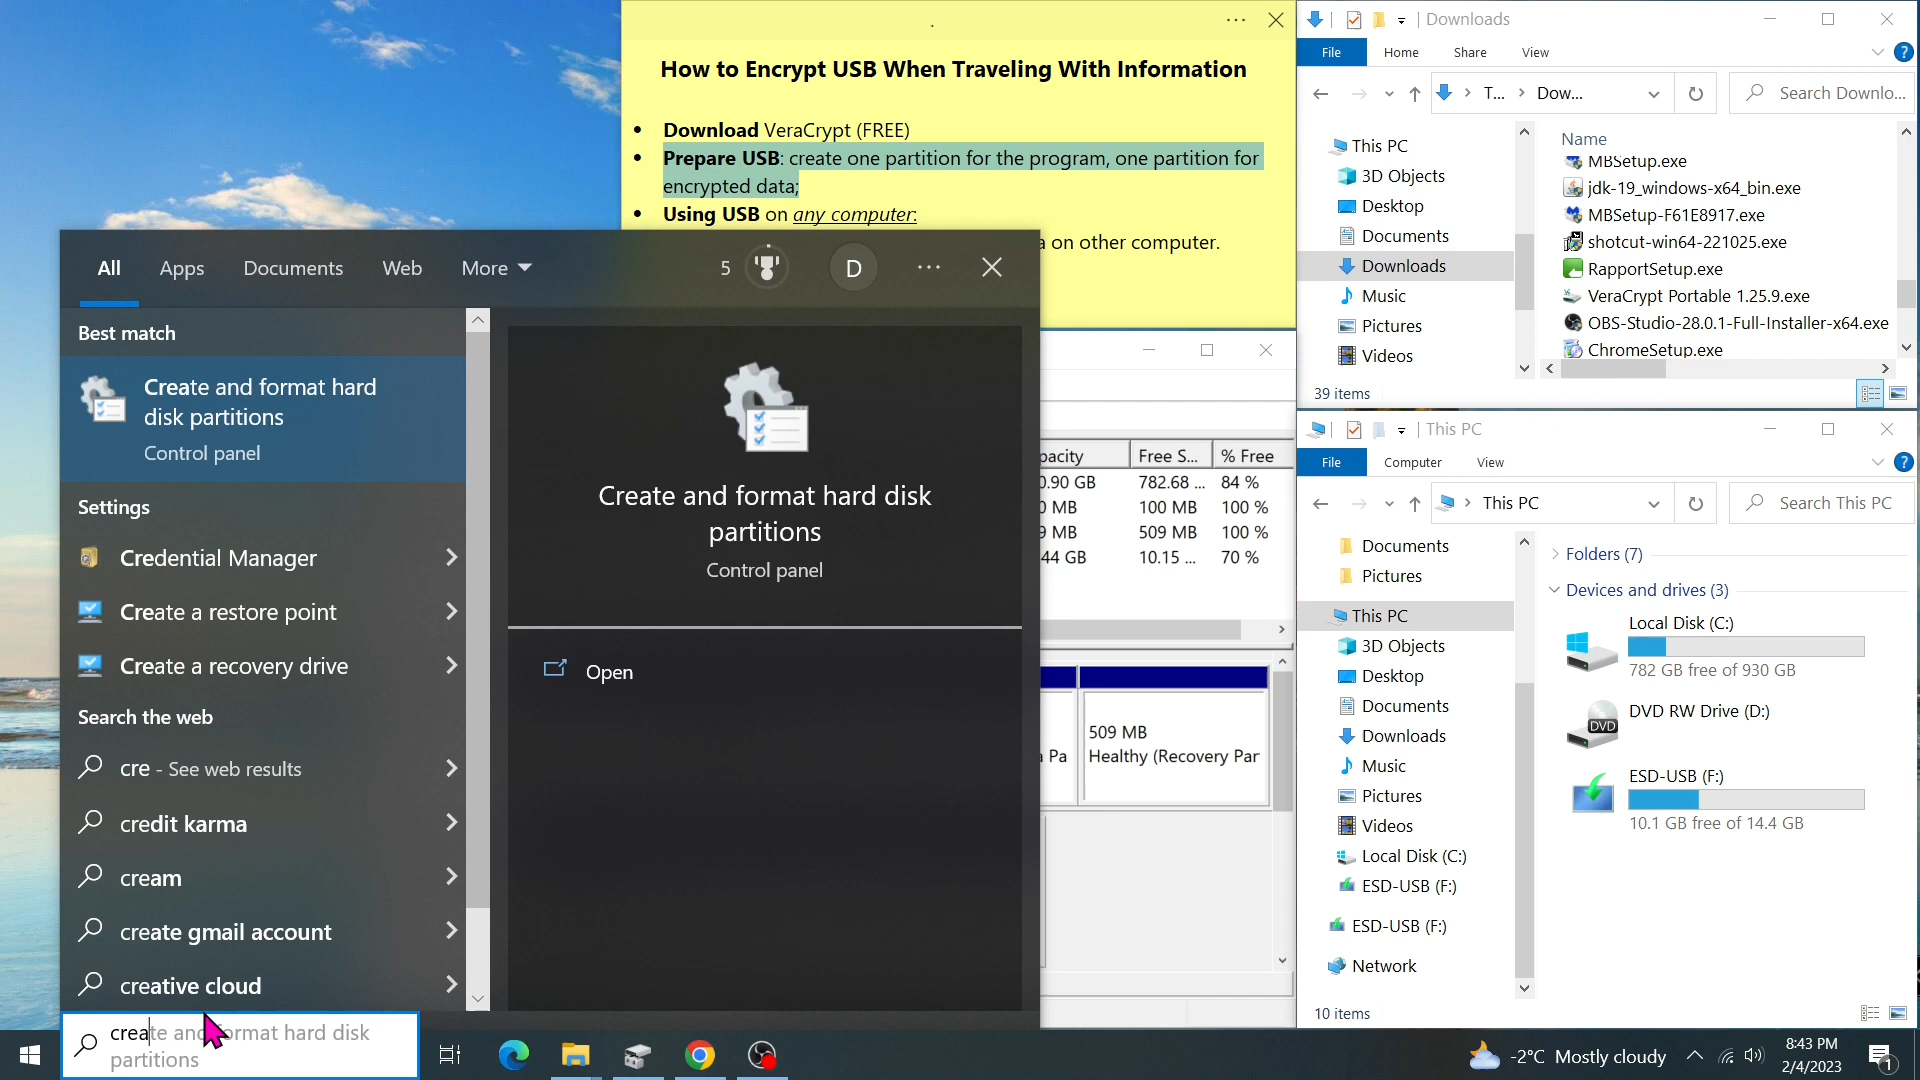 .
How to Encrypt USB When Traveling With Information
• Download VeraCrypt (FREE)
• Prepare USB: create one partition for the program, one partition for
encrypted data;
• Using USB on any computer:
on other computer.
All
Apps
Documents
Web
More
5
D
Best match
Create and format hard
disk partitions
Control panel
Settings
Credential Manager
Create a restore point
Create a recovery drive
Search the web
cre - See web results
credit karma
cream
create gmail account
creative cloud
Create and format hard disk
partitions
Control panel
Open
create and format hard disk
partitions
Free S...
% Free
0.90 GB
782.68 ...
84 %
0 MB
100 MB
100 %
9 MB
509 MB
100 %
44 GB
10.15 ...
70 %
509 MB
Healthy (Recovery Par
Downloads
File
Home
Share
View
T...
Dow...
Search Downlo...
This PC
3D Objects
Desktop
Documents
Downloads
Music
Pictures
Videos
Name
MBSetup.exe
jdk-19_windows-x64_bin.exe
MBSetup-F61E8917.exe
shotcut-win64-221025.exe
RapportSetup.exe
VeraCrypt Portable 1.25.9.exe
OBS-Studio-28.0.1-Full-Installer-x64.exe
ChromeSetup.exe
39 items
This PC
File
Computer
View
This PC
Search This PC
Documents
Pictures
This PC
3D Objects
Desktop
Documents
Downloads
Music
Pictures
Videos
Local Disk (C:)
ESD-USB (F:)
ESD-USB (F:)
Network
Folders (7)
Devices and drives (3)
Local Disk (C:)
782 GB free of 930 GB
DVD
DVD RW Drive (D:)
ESD-USB (F:)
10.1 GB free of 14.4 GB
10 items
-2°C Mostly cloudy
8:43 PM
2/4/2023
1